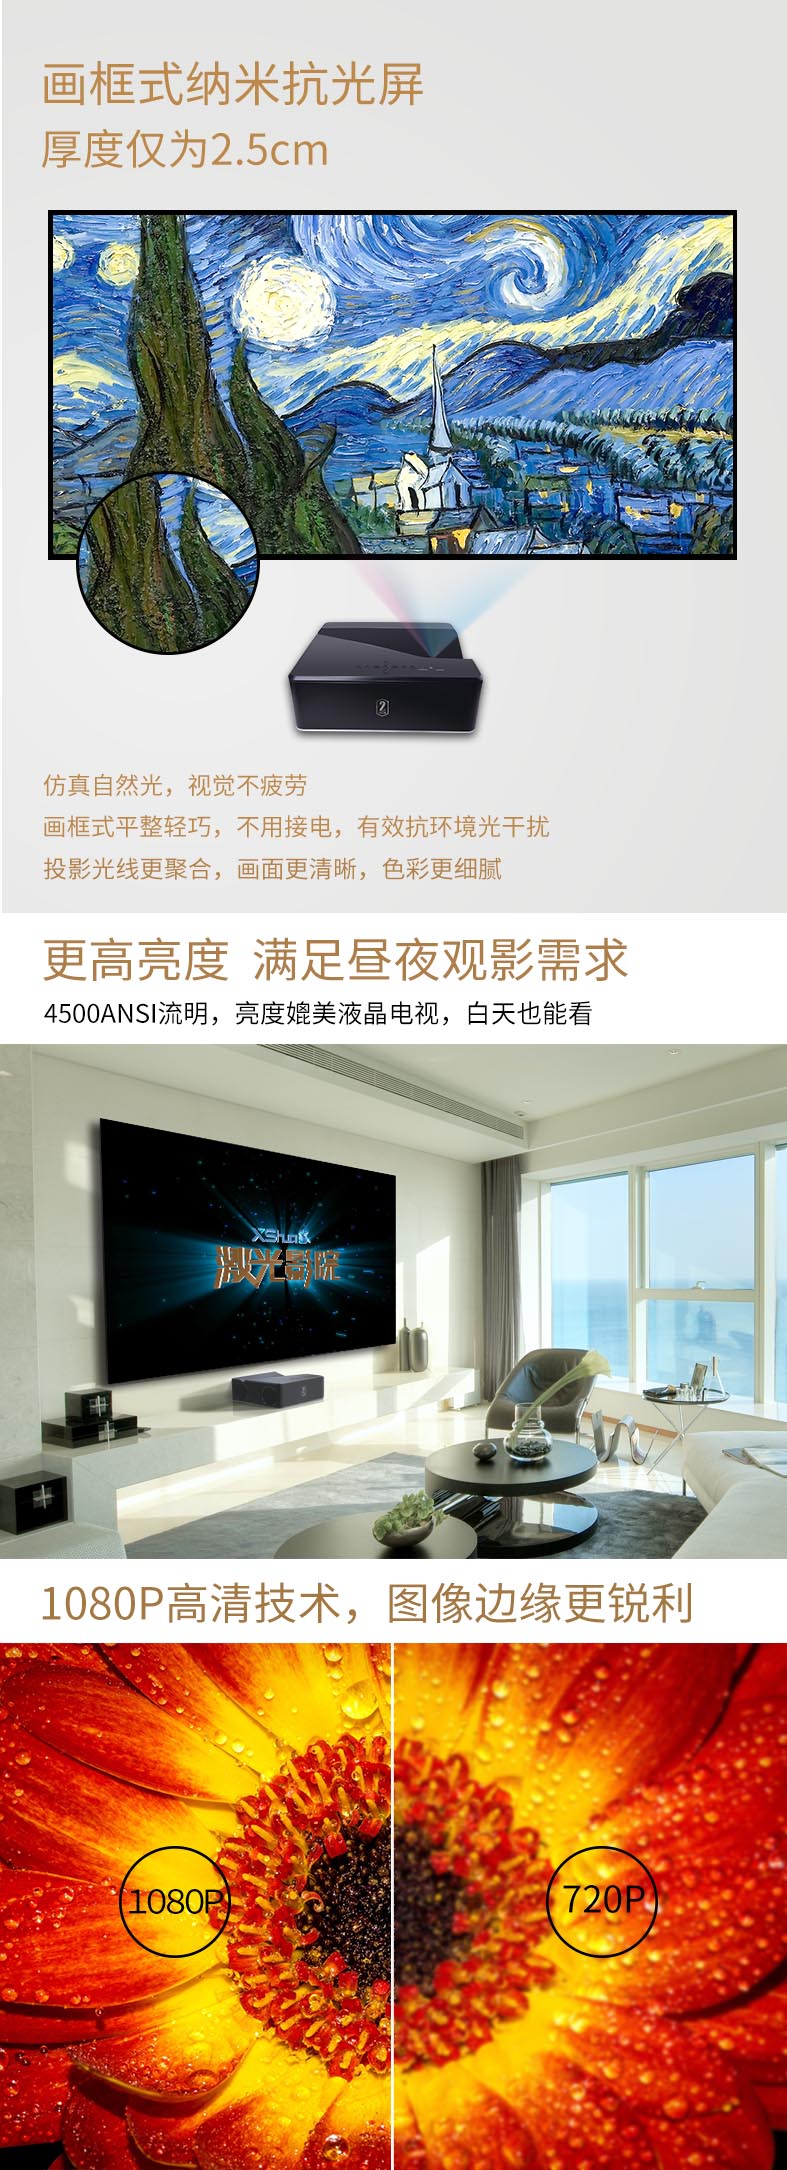 画框式纳米抗光屏
厚度仅为2.5cm
仿真自然光，视觉不疲劳
画框式平整轻巧，不用接电，有效抗环境光干扰
投影光线更聚合，画面更清晰，色彩更细腻
更高亮度 满足昼夜观影需求
4500ANSI流明，亮度媲美液晶电视，白天也能看
激光影院
1080P高清技术，图像边缘更锐利
1080P
720P